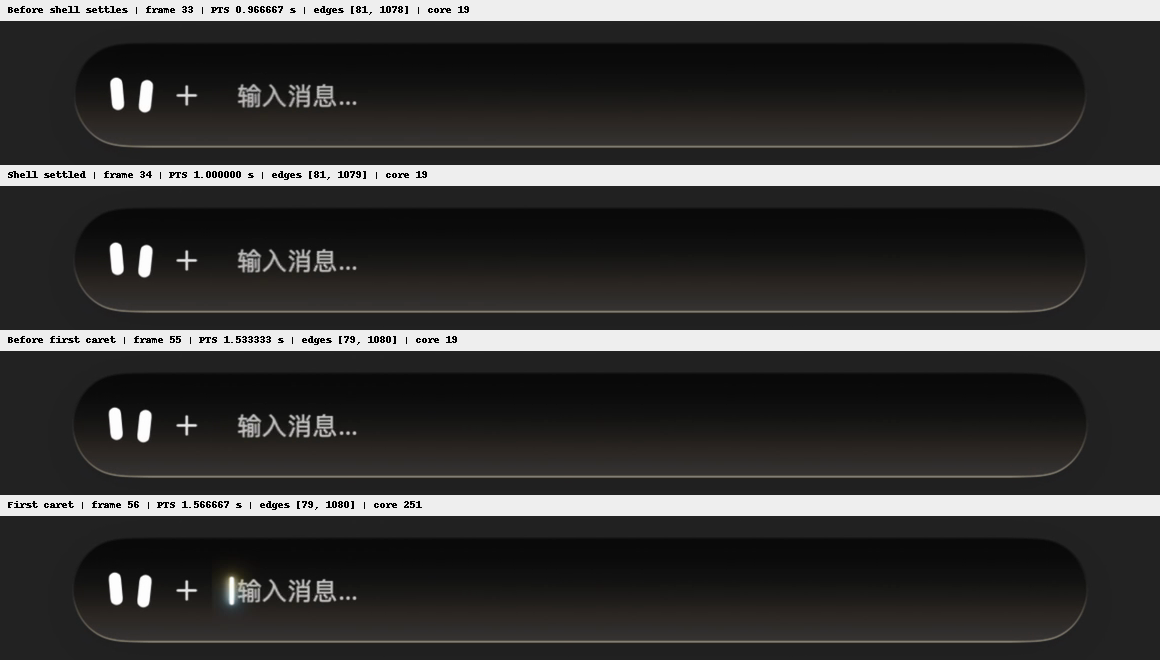 Before shell settles | frame 33 | PTS 0.966667 s | edges [81, 1078] | core 19
+ 输入消息...
Shell settled | frame 34 | PTS 1.000000 s | edges [81, 1079] | core 19
+ 输入消息...
Before first caret | frame 55 | PTS 1.533333 s | edges [79, 1080] | core 19
+ 输入消息...
First caret | frame 56 | PTS 1.566667 s | edges [79, 1080] | core 251
+ 输入消息...